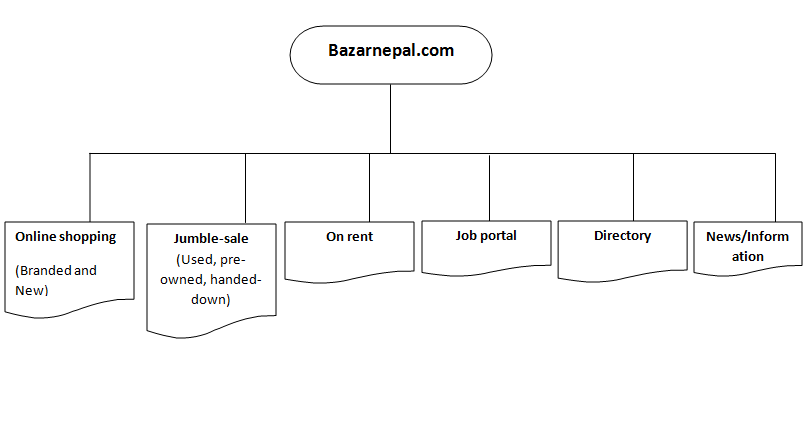 Bazarnepal.com
Online shopping
(Branded and
New)
Jumble-sale
(Used, pre-
owned, handed-
down)
On rent
Job portal
Directory
News/Inform
ation